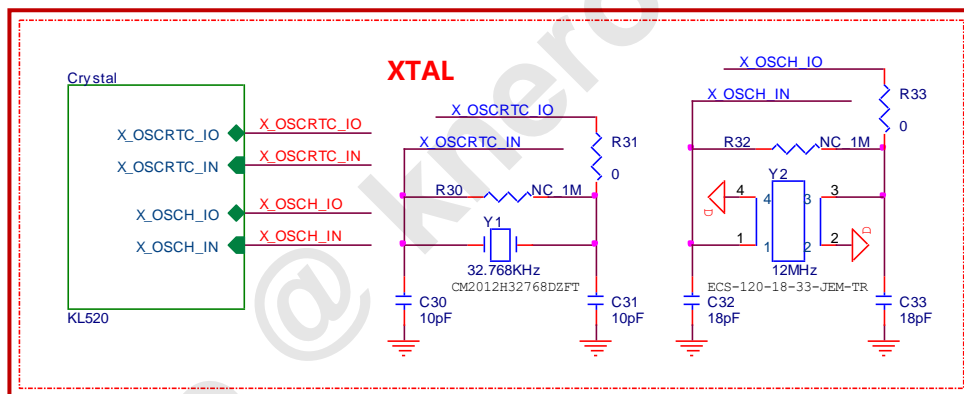 XTAL
Crystal
X_OSCRTC_IO
X_OSCRTC_IO
X_OSCRTC_IN
X_OSCRTC_IN
X_OSCH_IO
X_OSCH_IO
X_OSCH_IN
X_OSCH_IN
KL520
X_OSCRTC_IO
X_OSCRTC_IN
R31
0
R30
NC_1M
Y1
32.768KHz
CM2012H32768DZFT
C30
10pF
C31
10pF
X_OSCH_IO
X_OSCH_IN
R33
0
R32
NC_1M
Y2
4
4
3
3
1
1
2
2
D
D
12MHz
ECS-120-18-33-JEM-TR
C32
18pF
C33
18pF
@ knero